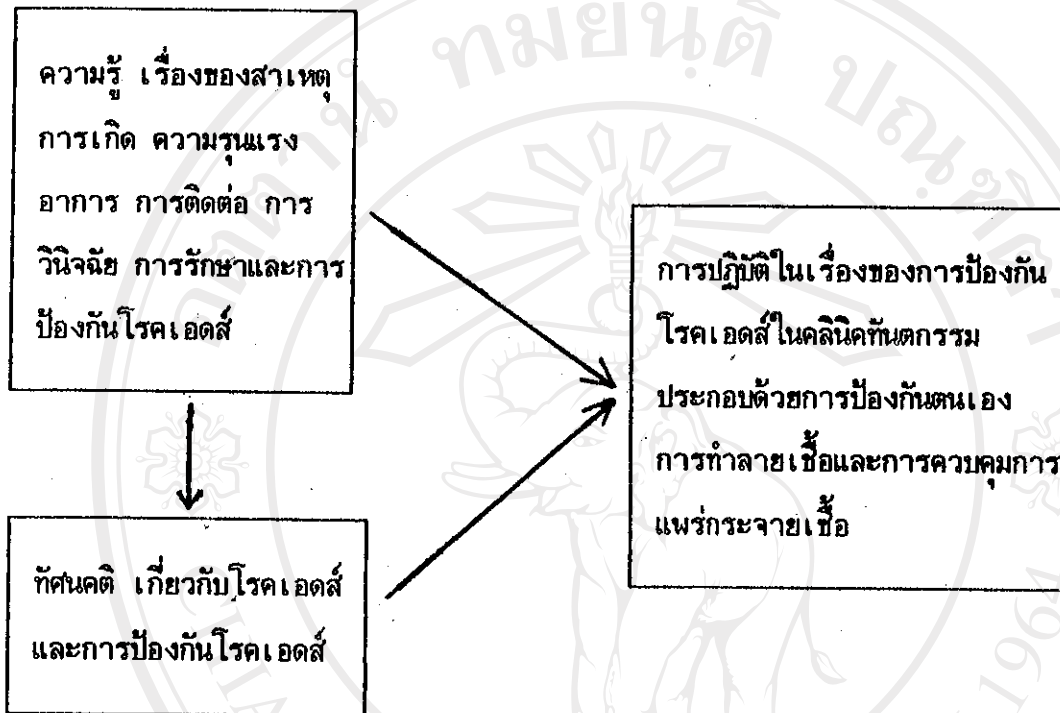 ความรู้ เรื่องของสาเหตุ
การเกิด ความรุนแรง
อาการ การติดต่อ การ
วินิจฉัย การรักษาและการ
ป้องกันโรคเอดส์
การปฏิบัติในเรื่องของการป้องกัน
โรคเอดส์ในคลินิคทันตกรรม
ประกอบด้วยการป้องกันตนเอง
การทำลายเชื้อและการควบคุมการ
แพร่กระจายเชื้อ
ทัศนคติ เกี่ยวกับโรคเอดส์
และการป้องกันโรคเอดส์
ทมยนฺติ
1964